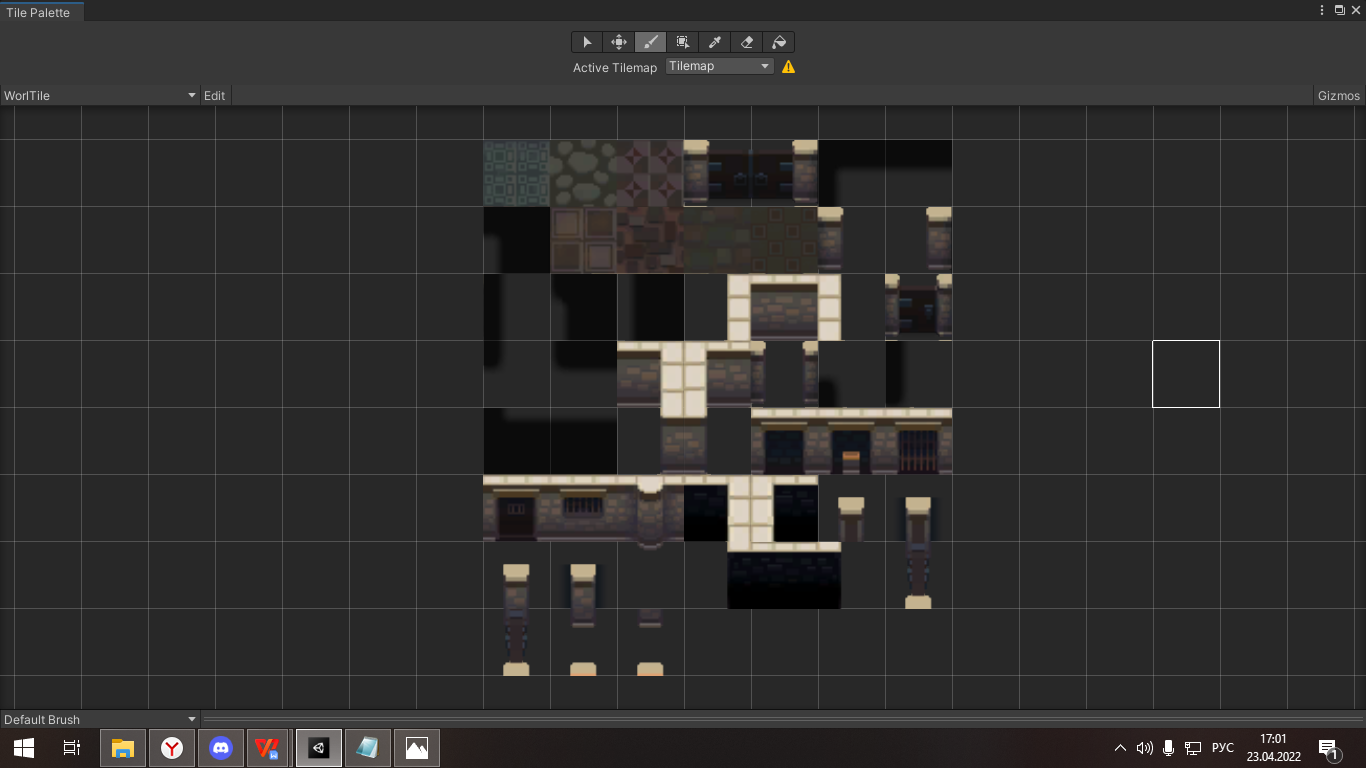 Tile Palette
Active Tilemap Tilemap
WorlTile Edit Gizmos
Default Brush
РУС 17:01
23.04.2022 1